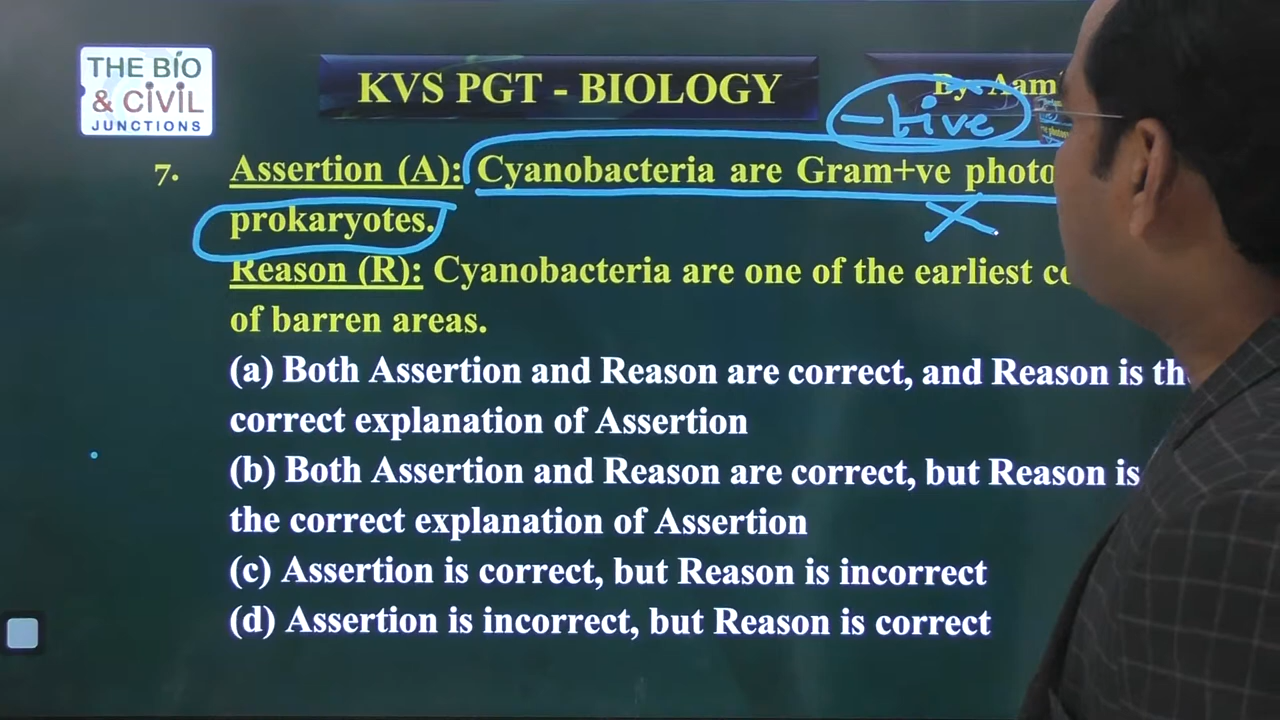 THE BIO
& CIVIL
JUNCTIONS
KVS PGT - BIOLOGY
By: Aam
-tive
7. Assertion (A): Cyanobacteria are Gram+ve photo
prokaryotes.
Reason (R): Cyanobacteria are one of the earliest
of barren areas.
(a) Both Assertion and Reason are correct, and Reason is
correct explanation of Assertion
(b) Both Assertion and Reason are correct, but Reason is
the correct explanation of Assertion
(c) Assertion is correct, but Reason is incorrect
(d) Assertion is incorrect, but Reason is correct